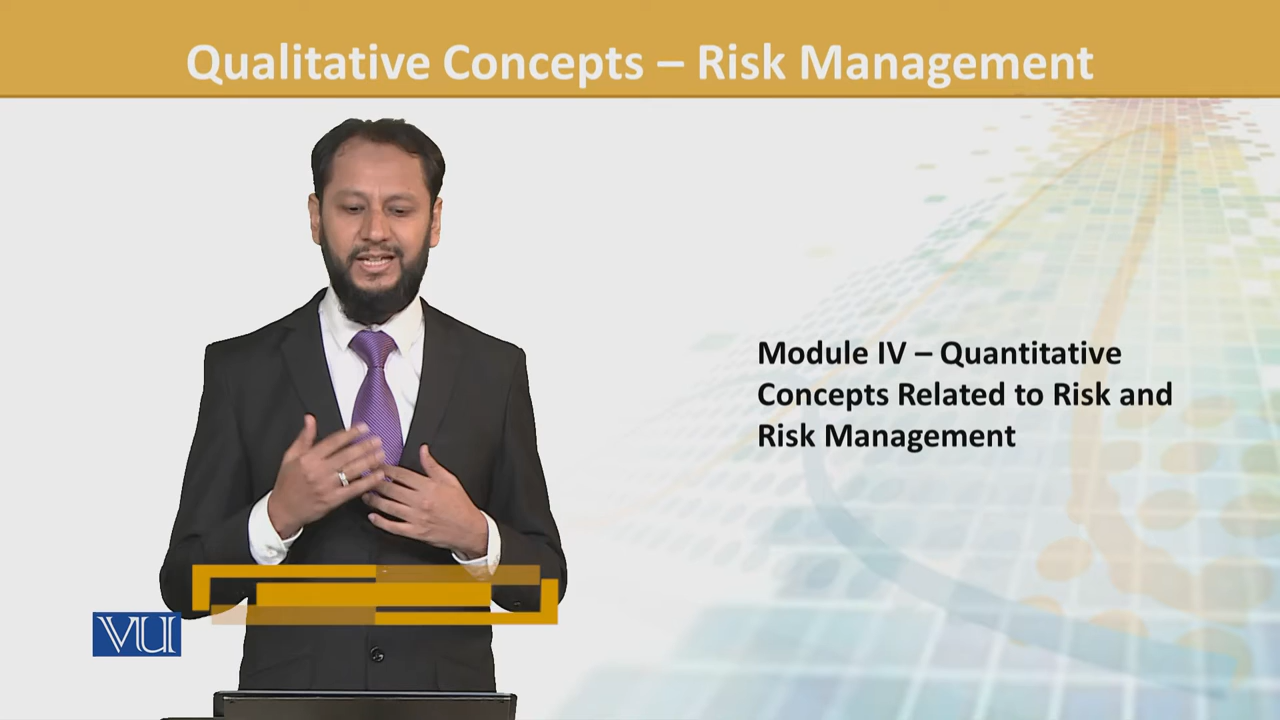 Qualitative Concepts – Risk Management
Module IV – Quantitative
Concepts Related to Risk and
Risk Management
VU